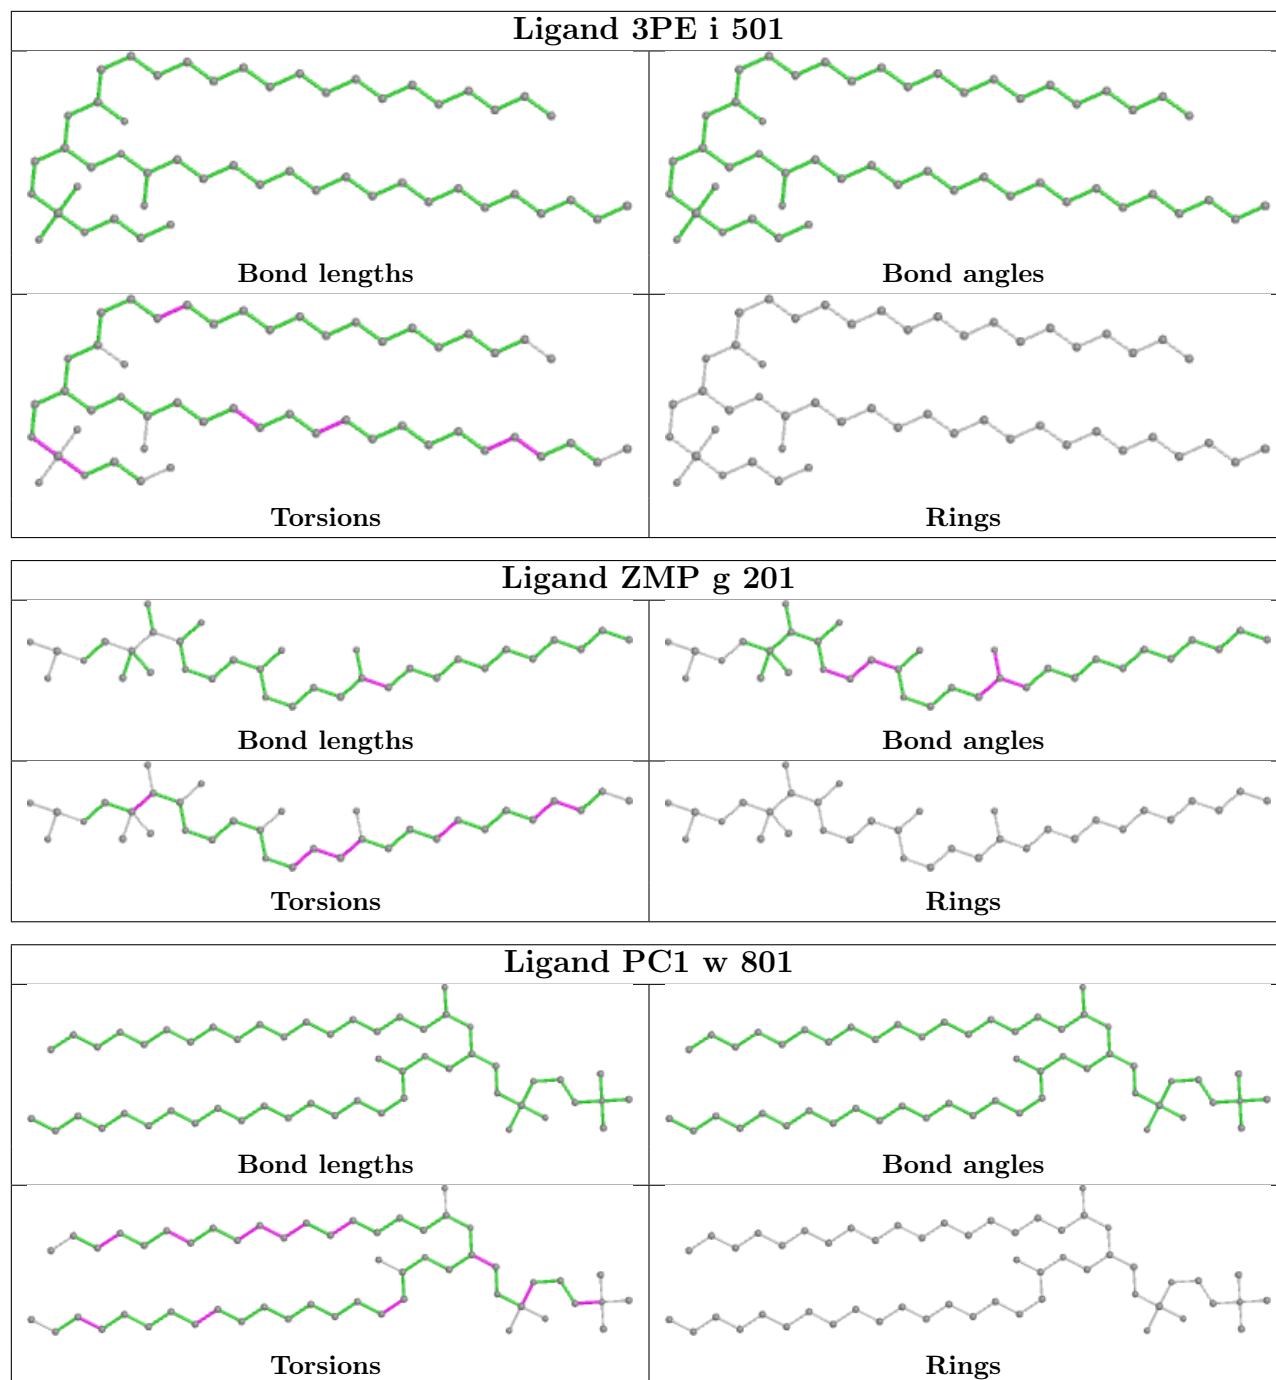 Ligand 3PE i 501
Bond lengths
Bond angles
Torsions
Rings
Ligand ZMP g 201
Bond lengths
Bond angles
Torsions
Rings
Ligand PC1 w 801
Bond lengths
Bond angles
Torsions
Rings